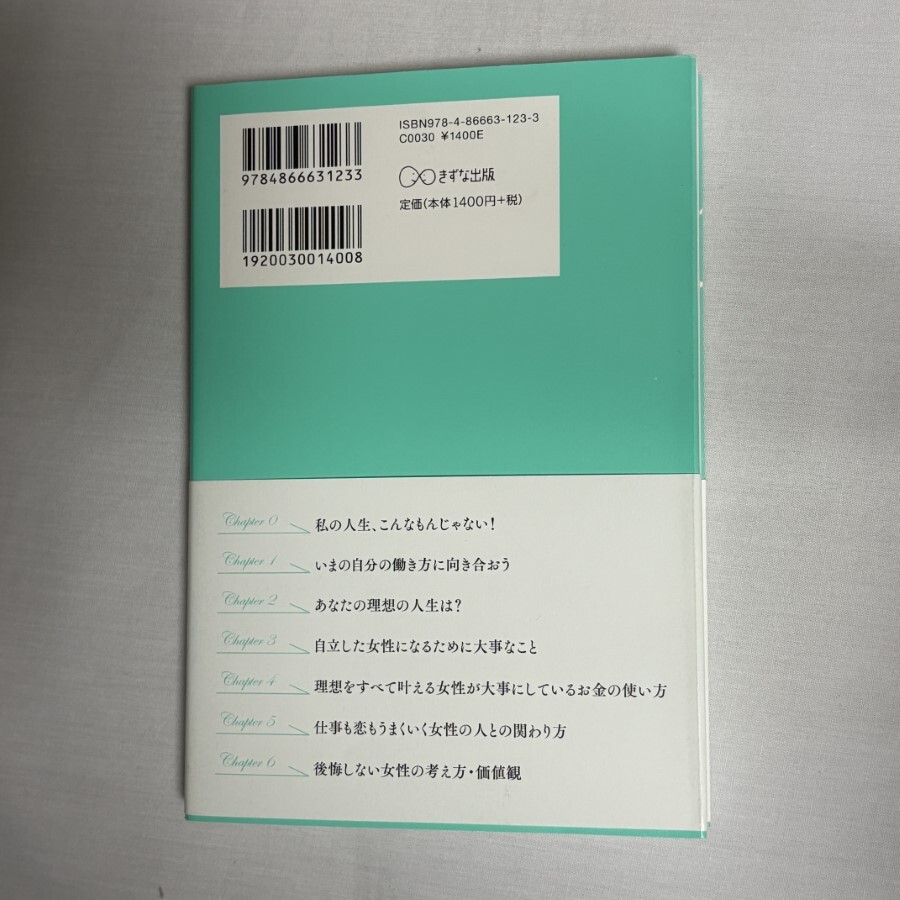 ISBN978-4-86663-123-3
C0030 ¥1400E
9784866631233
きずな出版
定価(本体1400円+税)
1920030014008
Chapter 0 私の人生、こんなもんじゃない!
Chapter 1 いまの自分の働き方に向き合おう
Chapter 2 あなたの理想の人生は?
Chapter 3 自立した女性になるために大事なこと
Chapter 4 理想をすべて叶える女性が大事にしているお金の使い方
Chapter 5 仕事も恋もうまくいく女性の人との関わり方
Chapter 6 後悔しない女性の考え方・価値観